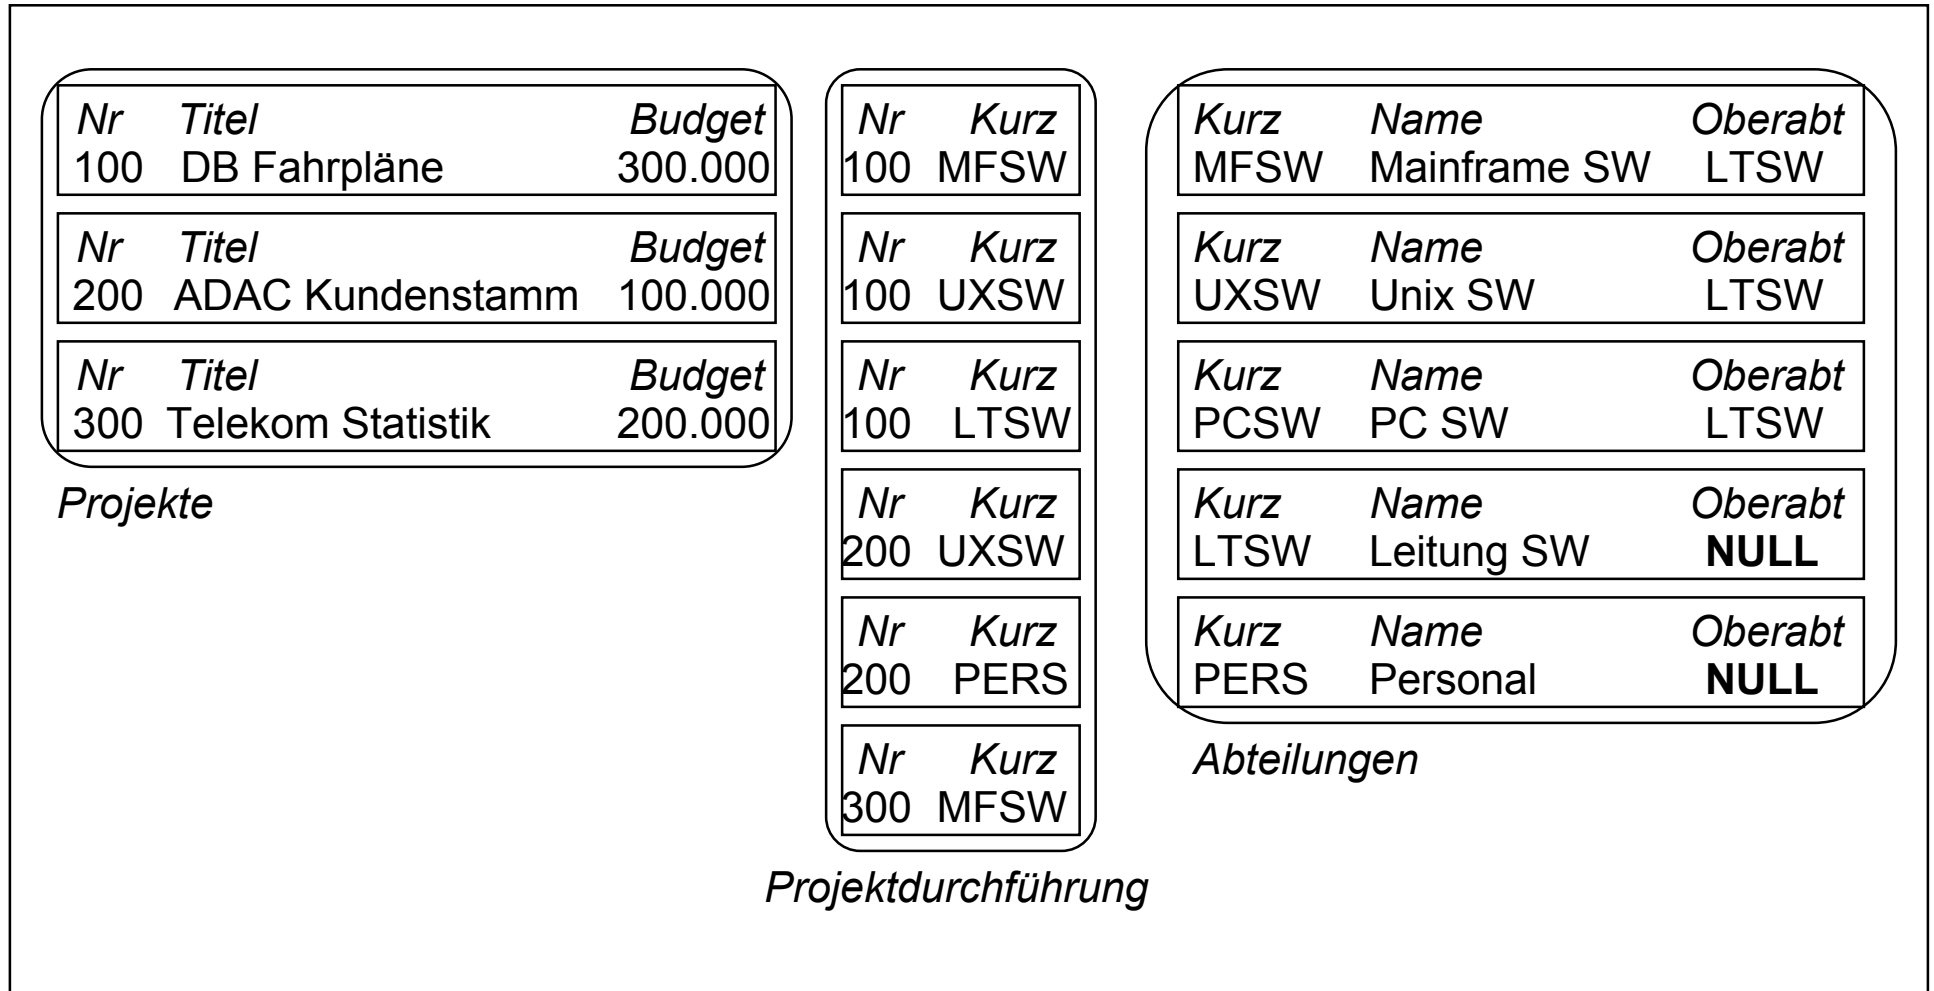 Nr Titel Budget
100 DB Fahrpläne 300.000
Nr Titel Budget
200 ADAC Kundenstamm 100.000
Nr Titel Budget
300 Telekom Statistik 200.000
Projekte
Nr Kurz
100 MFSW
Nr Kurz
100 UXSW
Nr Kurz
100 LTSW
Nr Kurz
200 UXSW
Nr Kurz
200 PERS
Nr Kurz
300 MFSW
Projektdurchführung
Kurz Name Oberabt
MFSW Mainframe SW LTSW
Kurz Name Oberabt
UXSW Unix SW LTSW
Kurz Name Oberabt
PCSW PC SW LTSW
Kurz Name Oberabt
LTSW Leitung SW NULL
Kurz Name Oberabt
PERS Personal NULL
Abteilungen